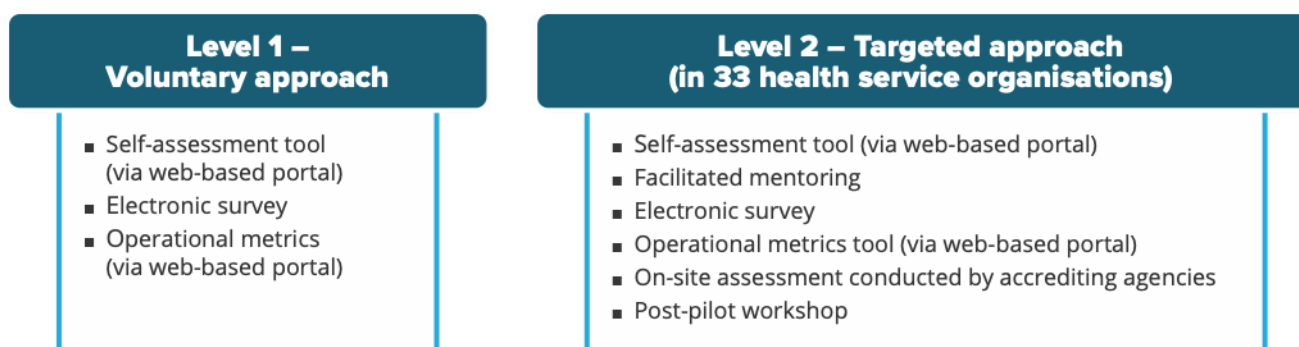 Level 1 –
Voluntary approach
▪ Self-assessment tool
(via web-based portal)
▪ Electronic survey
▪ Operational metrics
(via web-based portal)
Level 2 – Targeted approach
(in 33 health service organisations)
▪ Self-assessment tool (via web-based portal)
▪ Facilitated mentoring
▪ Electronic survey
▪ Operational metrics tool (via web-based portal)
▪ On-site assessment conducted by accrediting agencies
▪ Post-pilot workshop